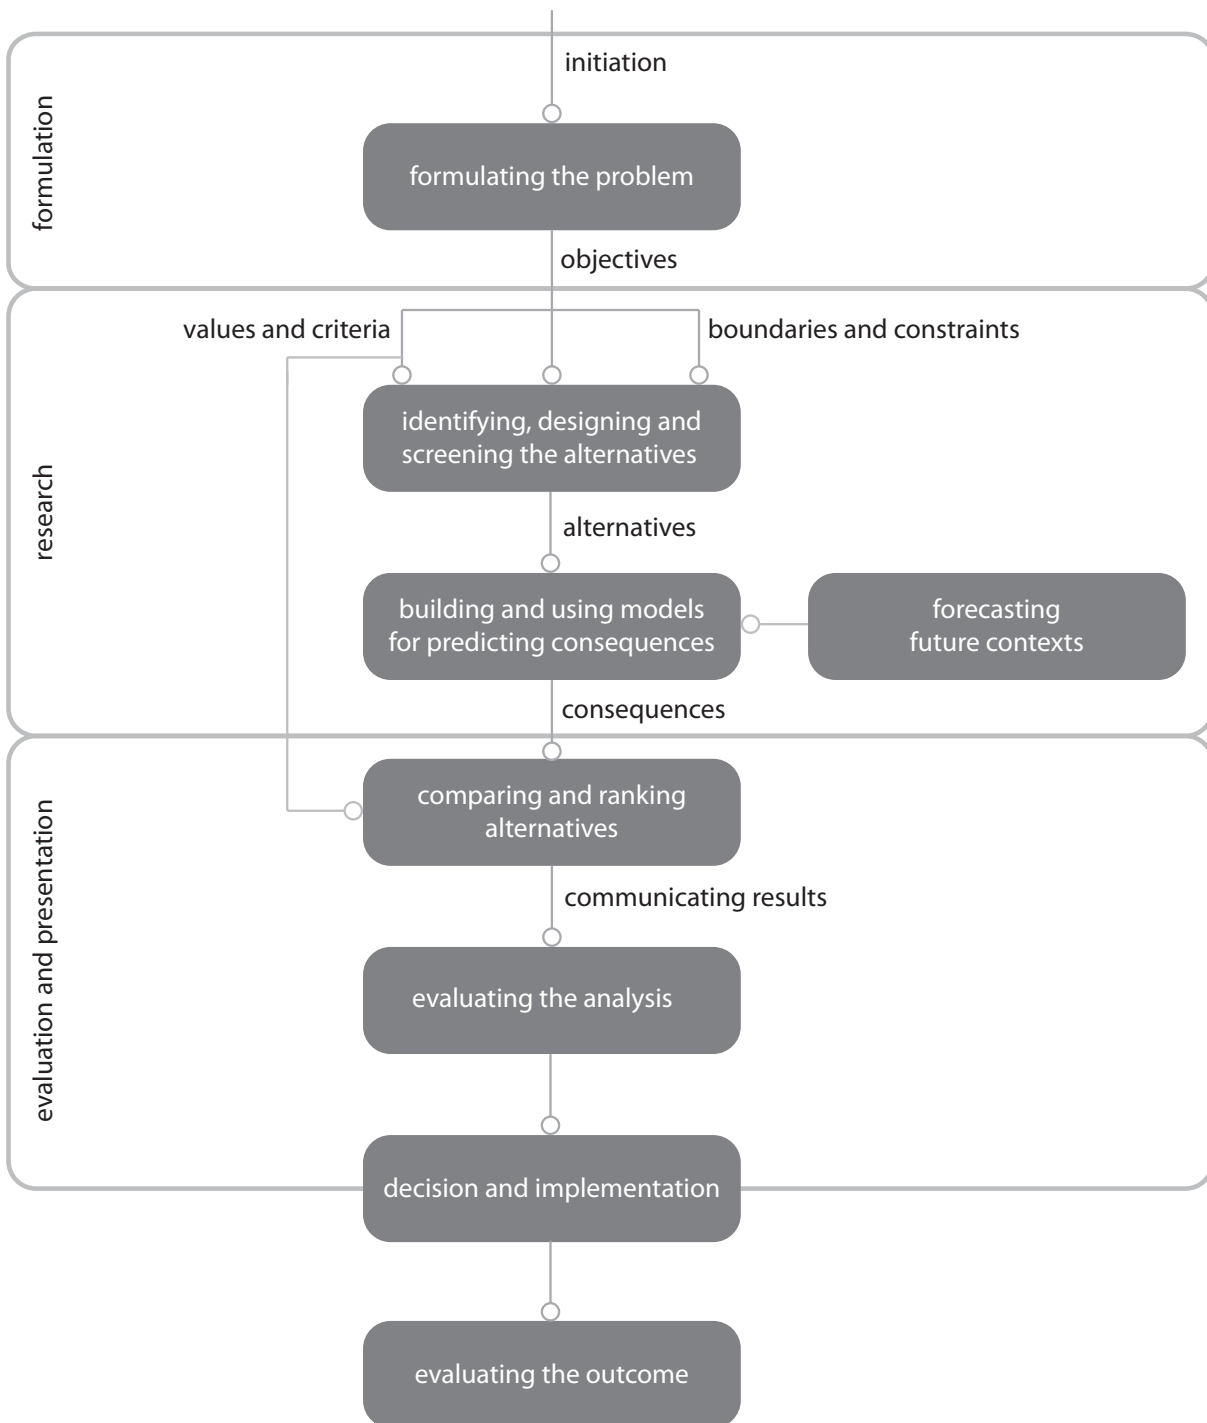 initiation
formulation
formulating the problem
objectives
values and criteria
boundaries and constraints
research
identifying, designing and
screening the alternatives
alternatives
building and using models
for predicting consequences
forecasting
future contexts
consequences
evaluation and presentation
comparing and ranking
alternatives
communicating results
evaluating the analysis
decision and implementation
evaluating the outcome